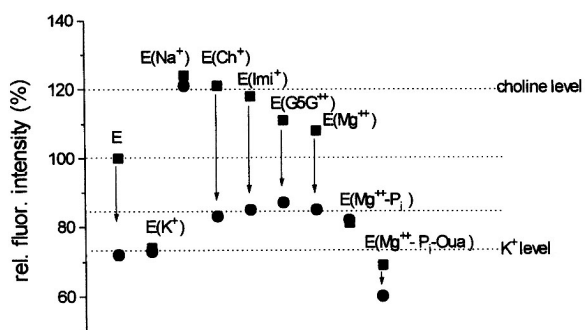 140
120
100
80
60
rel. fluor. intensity (%)
E(Na⁺)
E(Ch⁺)
E(Imi⁺)
choline level
E(G5G⁺⁺)
E(Mg⁺⁺)
E
E(K⁺)
E(Mg⁺⁺-Pᵢ)
E(Mg⁺⁺- Pᵢ-Oua)
K⁺ level